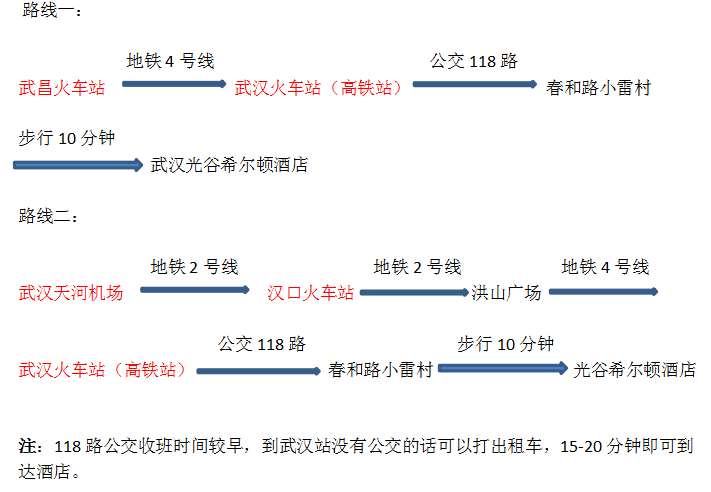 路线一：
地铁 4 号线 公交 118 路
武昌火车站 武汉火车站（高铁站） 春和路小雷村
步行 10 分钟
武汉光谷希尔顿酒店
路线二：
地铁 2 号线 地铁 2 号线 地铁 4 号线
武汉天河机场 汉口火车站 洪山广场
公交 118 路 步行 10 分钟
武汉火车站（高铁站） 春和路小雷村 光谷希尔顿酒店
注：118 路公交收班时间较早，到武汉站没有公交的话可以打出租车，15-20 分钟即可到
达酒店。